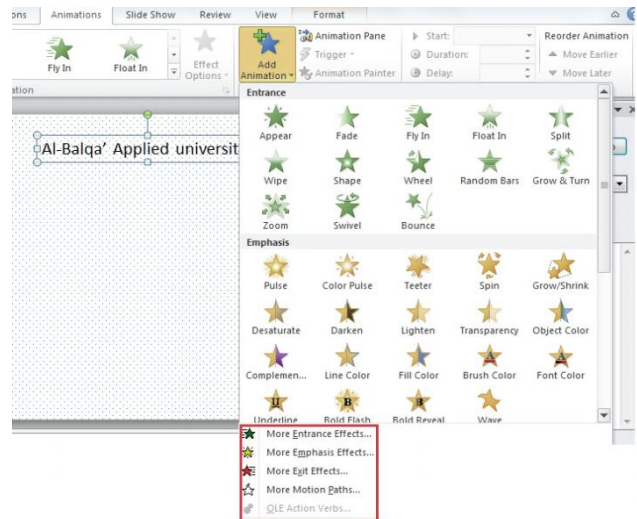 ons Animations Slide Show Review View Format
Fly In Float In Effect Options Add Animation Animation Pane Trigger Animation Painter Start: Duration: Delay: Reorder Animation Move Earlier Move Later
ation
Entrance
Appear Fade Fly In Float In Split
Al-Balqa' Applied universit
Wipe Shape Wheel Random Bars Grow & Turn
Zoom Swivel Bounce
Emphasis
Pulse Color Pulse Teeter Spin Grow/Shrink
Desaturate Darken Lighten Transparency Object Color
Complemen... Line Color Fill Color Brush Color Font Color
Underline Bold Flash Bold Reveal Wave
More Entrance Effects...
More Emphasis Effects...
More Exit Effects...
More Motion Paths...
OLE Action Verbs...